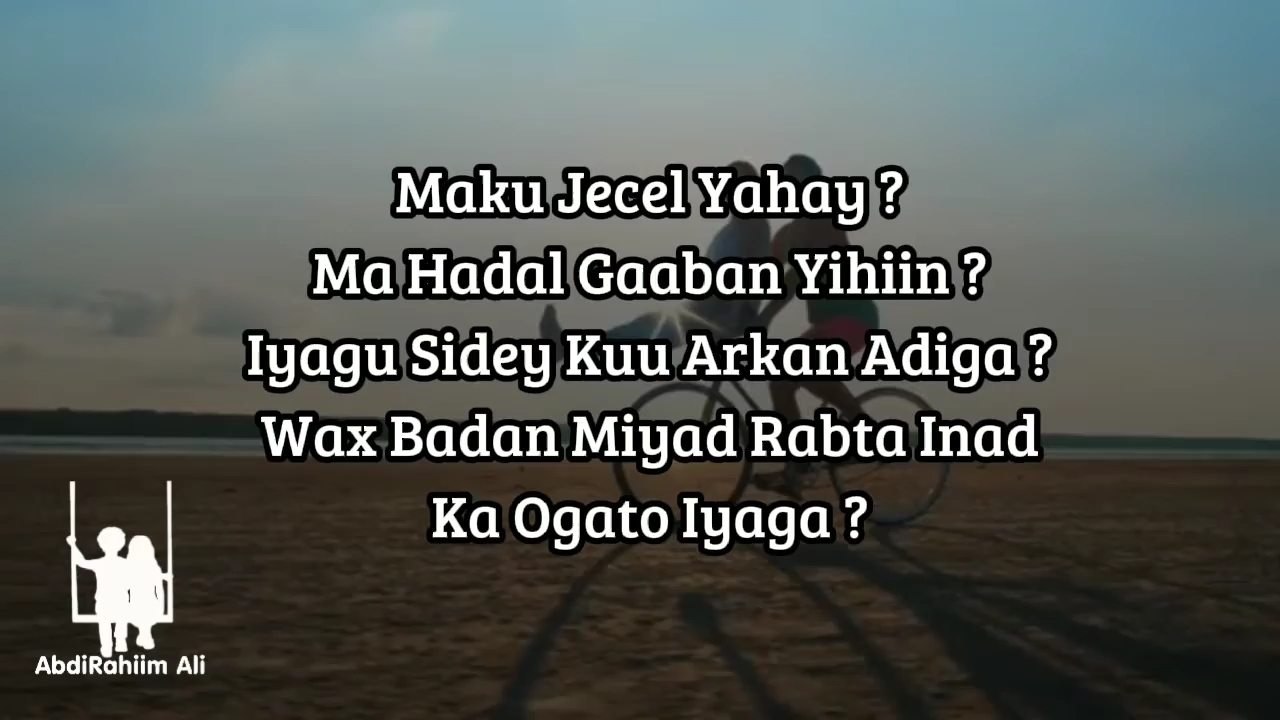 Maku Jecel Yahay ?
Ma Hadal Gaaban Yihiin ?
Iyagu Sidey Kuu Arkan Adiga ?
Wax Badan Miyad Rabta Inad
Ka Ogato Iyaga ?
AbdiRahiim Ali